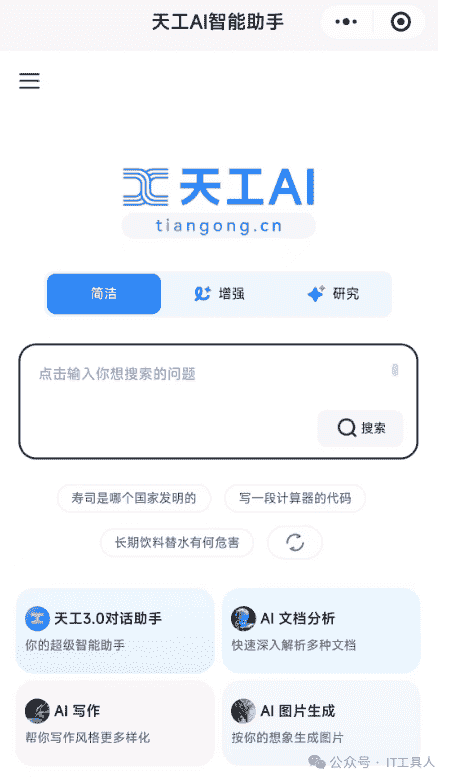 天工AI智能助手
天工AI
tiangong.cn
简洁 增强 研究
点击输入你想搜索的问题
搜索
寿司是哪个国家发明的 写一段计算器的代码
长期饮料替水有何危害
天工3.0对话助手
你的超级智能助手
AI 文档分析
快速深入解析多种文档
AI 写作
帮你写作风格更多样化
AI 图片生成
按你的想象生成图片
公众号 · IT工具人